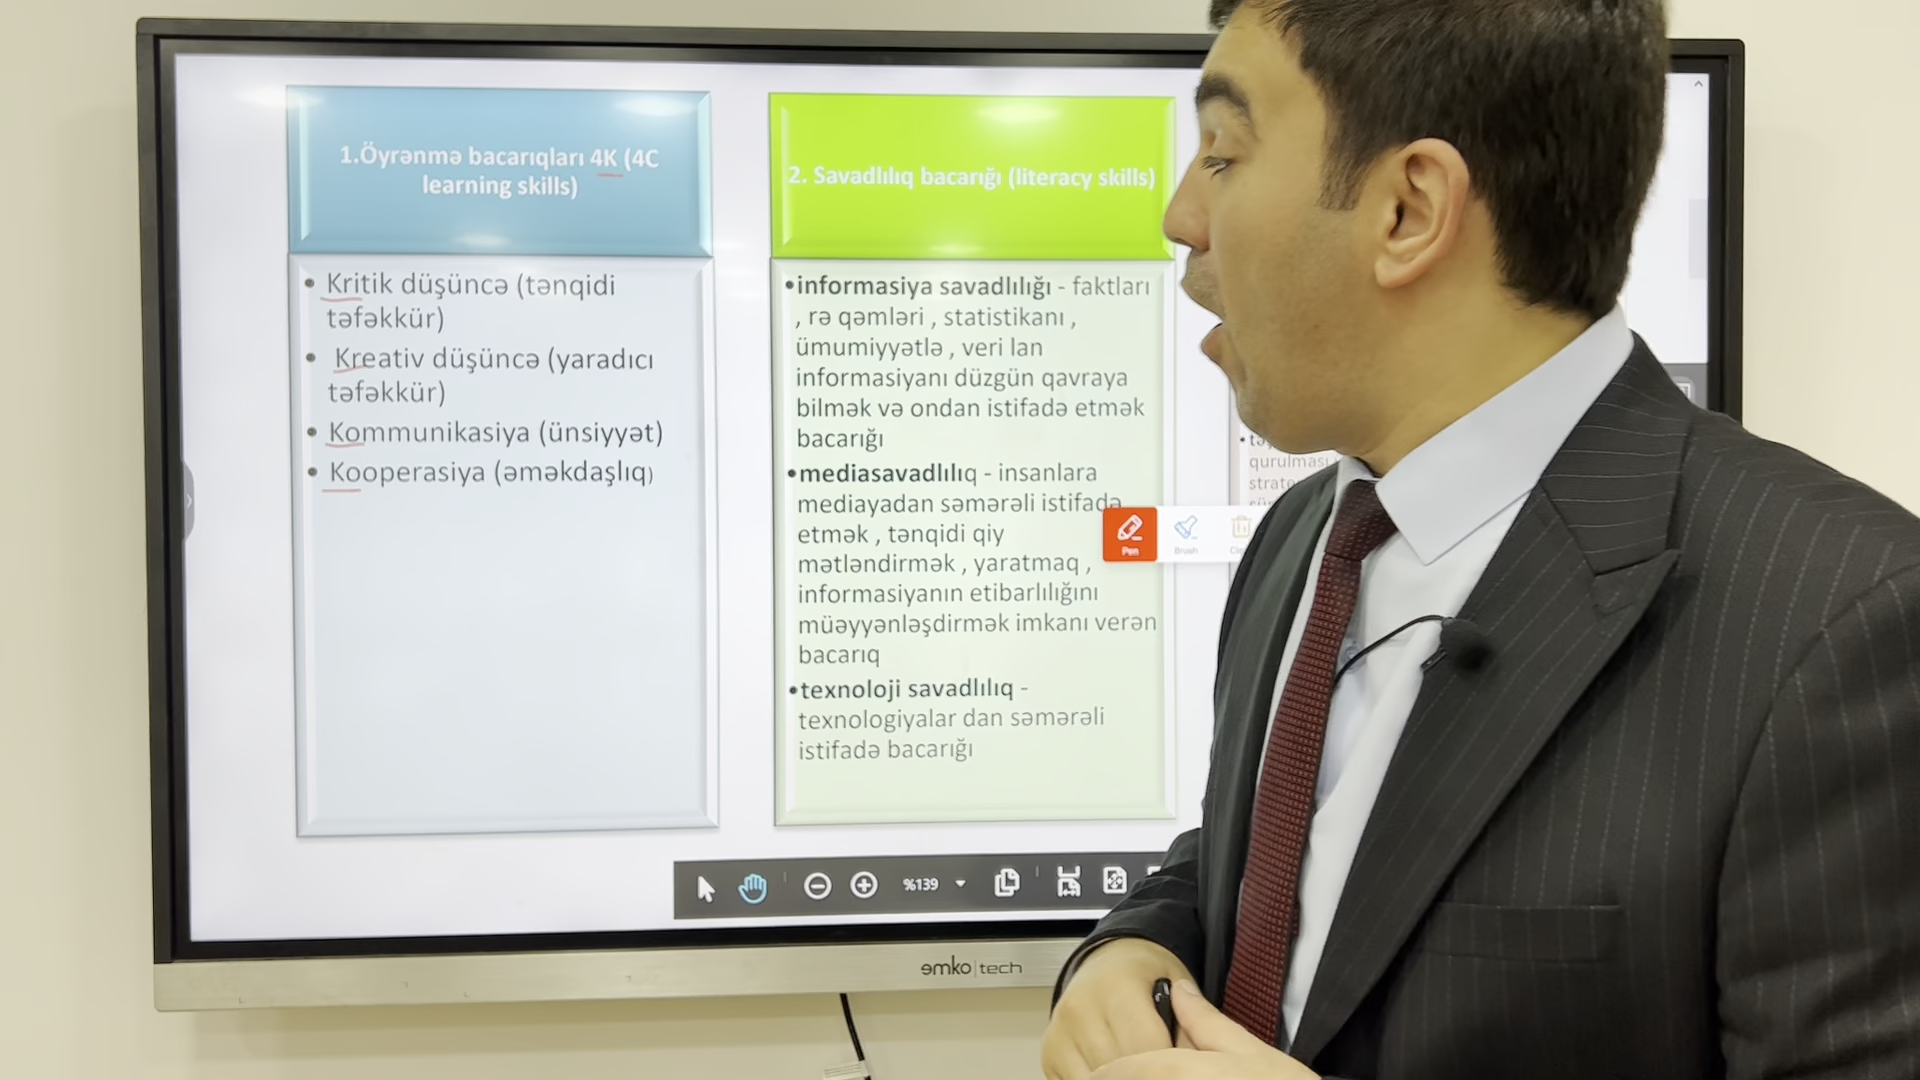 1.Öyrənmə bacarıqları 4K (4C
learning skills)
• Kritik düşüncə (tənqidi
təfəkkür)
• Kreativ düşüncə (yaradıcı
təfəkkür)
• Kommunikasiya (ünsiyyət)
• Kooperasiya (əməkdaşlıq)
2. Savadlılıq bacarığı (literacy skills)
•informasiya savadlılığı - faktları
, rə qəmləri , statistikanı ,
ümumiyyətlə , veri lan
informasiyanı düzgün qavraya
bilmək və ondan istifadə etmək
bacarığı
•mediasavadlılıq - insanlara
mediayadan səmərəli istifadə
etmək , tənqidi qiy
mətləndirmək , yaratmaq ,
informasiyanın etibarlılığını
müəyyənləşdirmək imkanı verən
bacarıq
•texnoloji savadlılıq -
texnologiyalar dan səmərəli
istifadə bacarığı
qurulması
Pen
Brush
%139
emko|tech